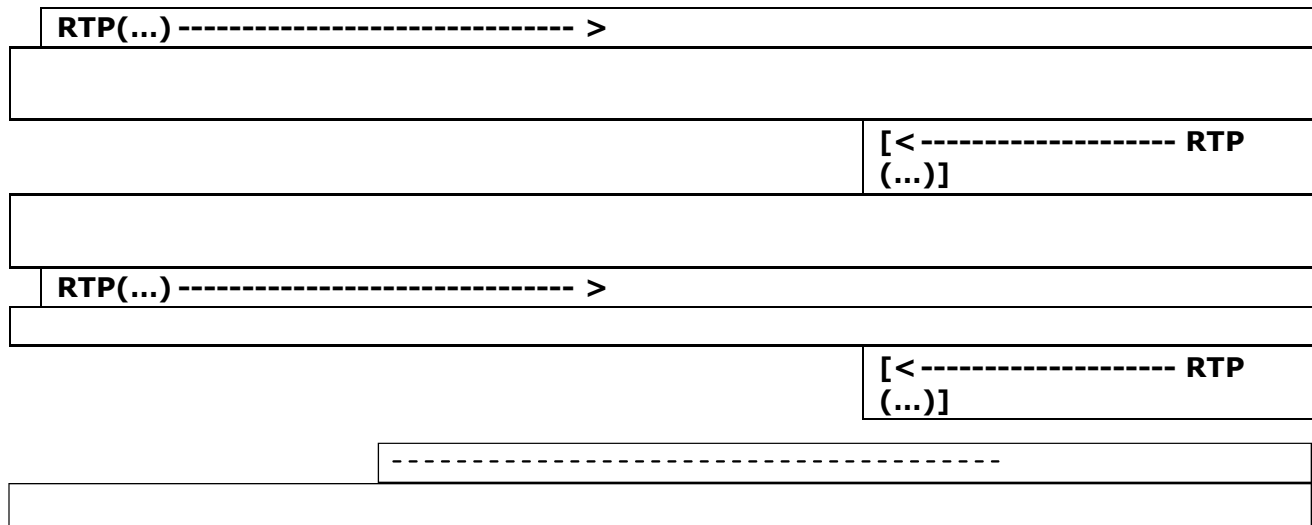 RTP(...) ------------------------------- >
[< -------------------- RTP
(...)]
RTP(...) ------------------------------- >
[< -------------------- RTP
(...)]
- - - - - - - - - - - - - - - - - - - - - - - - - - - - - - - - - - - - - -